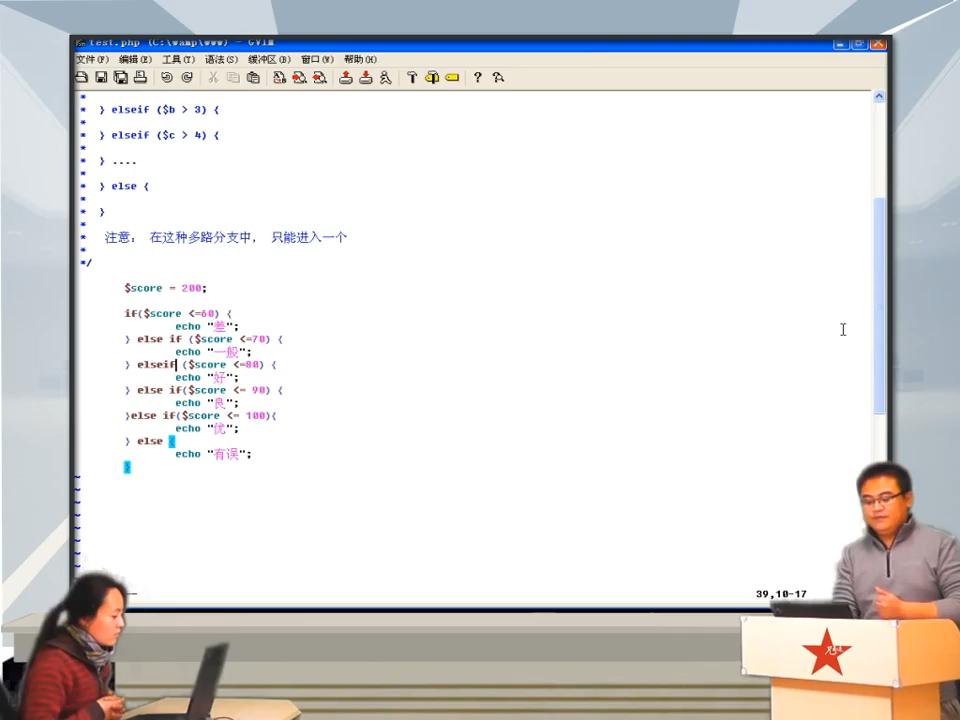 test.php (C:\wamp\www) - GVIM
文件(F) 编辑(E) 工具(T) 语法(S) 缓冲区(B) 窗口(W) 帮助(H)
*
* } elseif ($b > 3) {
*
* } elseif ($c > 4) {
*
* } ....
*
* } else {
*
* }
*
* 注意： 在这种多路分支中， 只能进入一个
*
*/
$score = 200;
if($score <=60) {
echo "差";
} else if ($score <=70) {
echo "一般";
} elseif ($score <=80) {
echo "好";
} else if($score <= 90) {
echo "良";
}else if($score <= 100){
echo "优";
} else {
echo "有误";
}
~
~
~
~
~
~
~
~
39,10-17